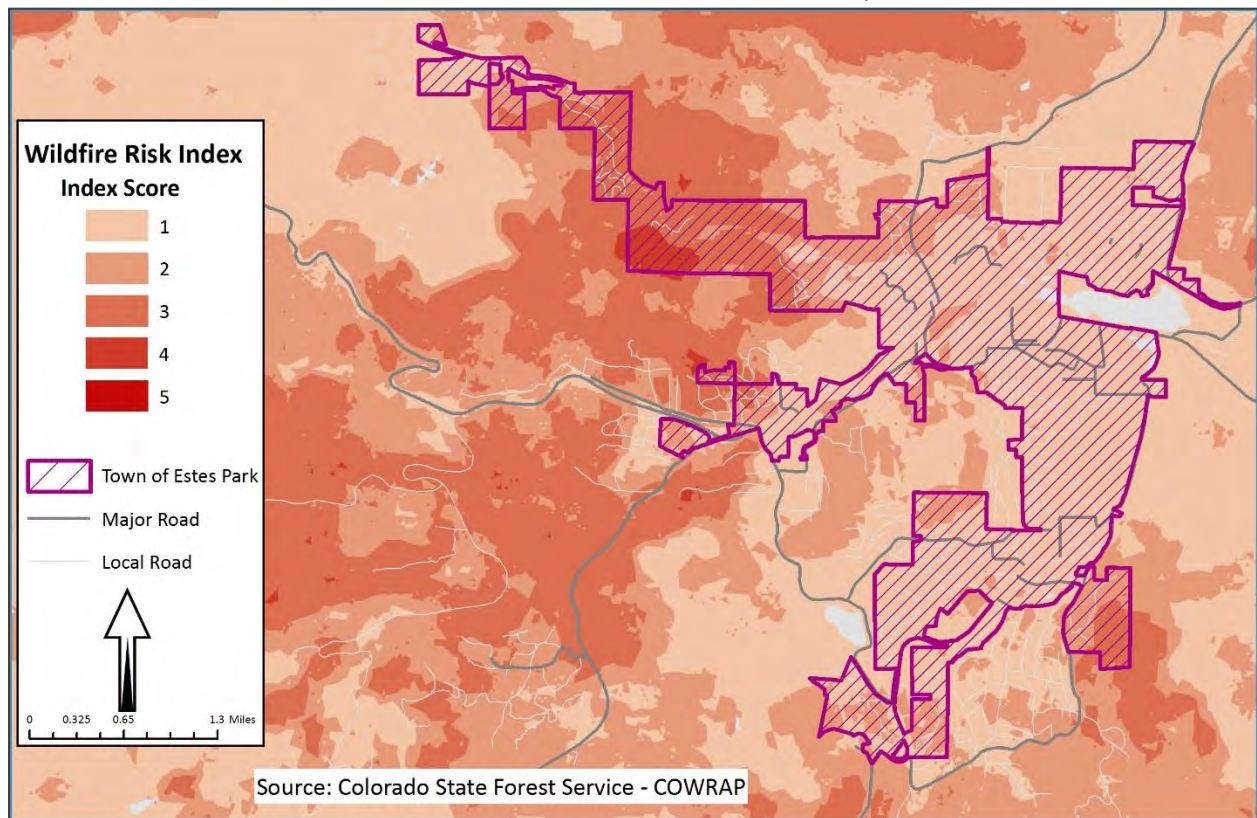 Wildfire Risk Index
Index Score
1
2
3
4
5
Town of Estes Park
Major Road
Local Road
0 0.325 0.65 1.3 Miles
Source: Colorado State Forest Service - COWRAP